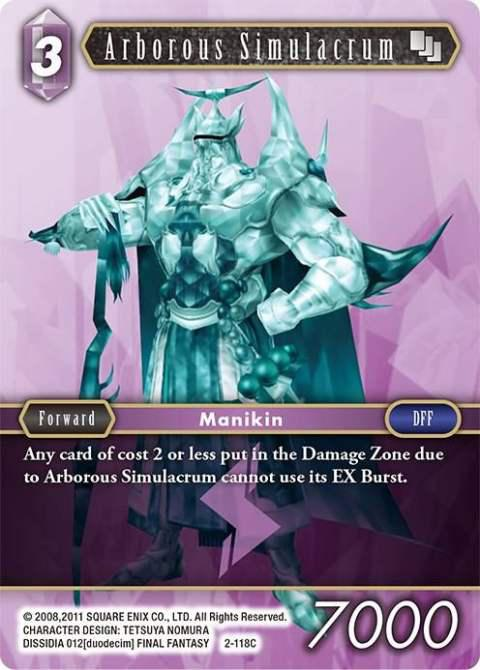 3
Arborous Simulacrum
Forward
Manikin
DFF
Any card of cost 2 or less put in the Damage Zone due
to Arborous Simulacrum cannot use its EX Burst.
© 2008,2011 SQUARE ENIX CO., LTD. All Rights Reserved.
CHARACTER DESIGN: TETSUYA NOMURA
DISSIDIA 012[duodecim] FINAL FANTASY
2-118C
7000